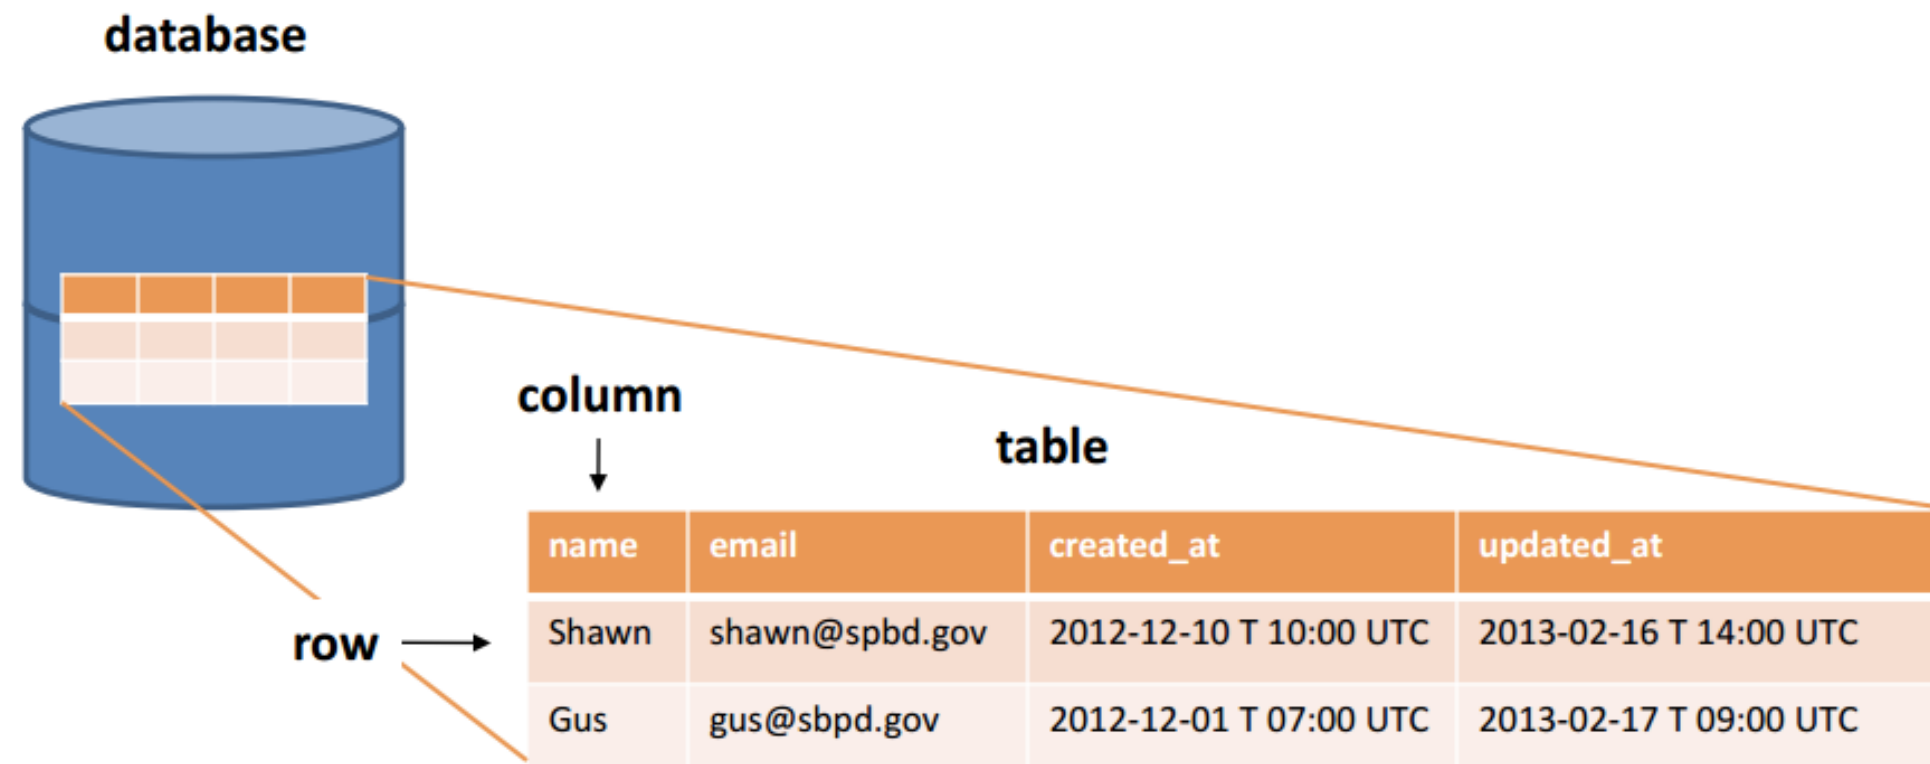 database
column
table
name email created_at updated_at
row
Shawn shawn@spbd.gov 2012-12-10 T 10:00 UTC 2013-02-16 T 14:00 UTC
Gus gus@sbpd.gov 2012-12-01 T 07:00 UTC 2013-02-17 T 09:00 UTC